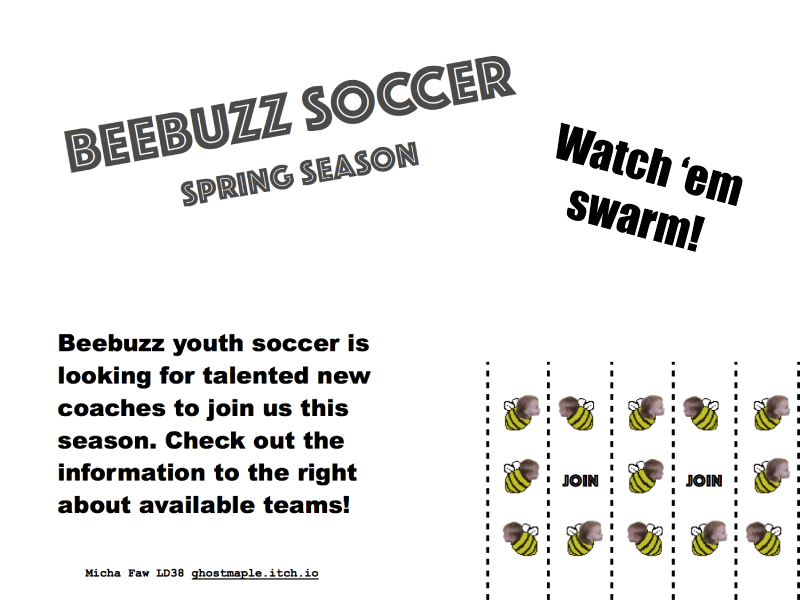 BEEBUZZ SOCCER
SPRING SEASON
Watch ‘em
swarm!
Beebuzz youth soccer is
looking for talented new
coaches to join us this
season. Check out the
information to the right
about available teams!
JOIN
JOIN
Micha Faw LD38 ghostmaple.itch.io